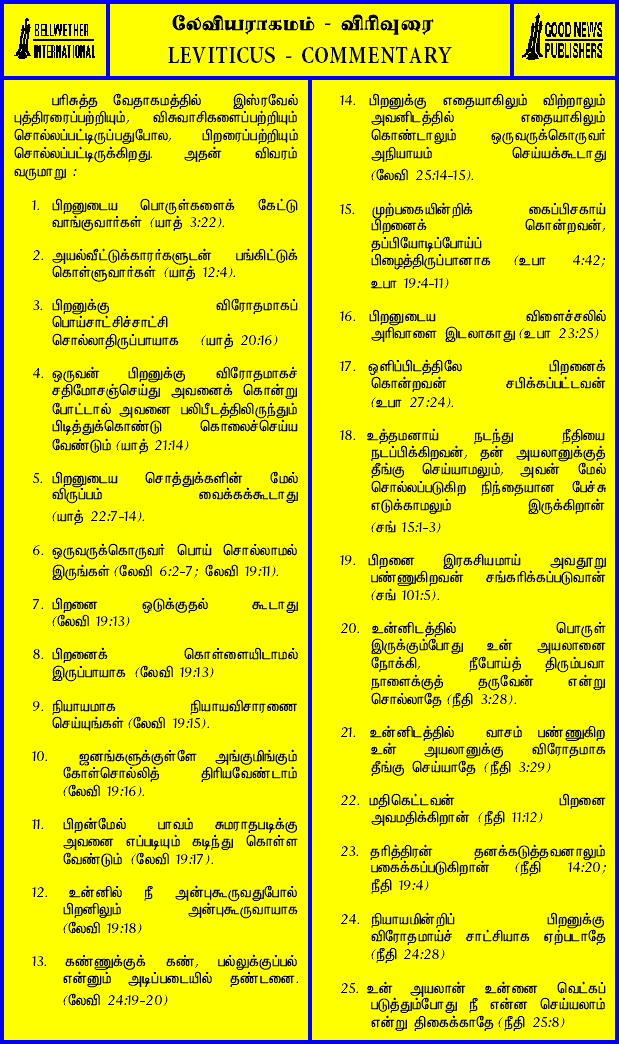 BELLWETHER
INTERNATIONAL
லேவியராகமம் - விரிவுரை
LEVITICUS - COMMENTARY
GOOD NEWS
PUBLISHERS
பரிசுத்த வேதாகமத்தில் இஸ்ரவேல்
புத்திரரைப்பற்றியும், விசுவாசிகளைப்பற்றியும்
சொல்லப்பட்டிருப்பதுபோல, பிறரைப்பற்றியும்
சொல்லப்பட்டிருக்கிறது. அதன் விவரம்
வருமாறு :
1. பிறனுடைய பொருள்களைக் கேட்டு
வாங்குவார்கள் (யாத் 3:22).
2. அயல்வீட்டுக்காரர்களுடன் பங்கிட்டுக்
கொள்ளுவார்கள் (யாத் 12:4).
3. பிறனுக்கு விரோதமாகப்
பொய்சாட்சிச்சாட்சி
சொல்லாதிருப்பாயாக (யாத் 20:16)
4. ஒருவன் பிறனுக்கு விரோதமாகச்
சதிமோசஞ்செய்து அவனைக் கொன்று
போட்டால் அவனை பலிபீடத்திலிருந்தும்
பிடித்துக்கொண்டு கொலைச்செய்ய
வேண்டும் (யாத் 21:14)
5. பிறனுடைய சொத்துக்களின் மேல்
விருப்பம் வைக்கக்கூடாது
(யாத் 22:7-14).
6. ஒருவருக்கொருவர் பொய் சொல்லாமல்
இருங்கள் (லேவி 6:2-7; லேவி 19:11).
7. பிறனை ஒடுக்குதல் கூடாது
(லேவி 19:13)
8. பிறனைக் கொள்ளையிடாமல்
இருப்பாயாக (லேவி 19:13)
9. நியாயமாக நியாயவிசாரணை
செய்யுங்கள் (லேவி 19:15).
10. ஜனங்களுக்குள்ளே அங்குமிங்கும்
கோள்சொல்லித் திரியவேண்டாம்
(லேவி 19:16).
11. பிறன்மேல் பாவம் சுமராதபடிக்கு
அவனை எப்படியும் கடிந்து கொள்ள
வேண்டும் (லேவி 19:17).
12. உன்னில் நீ அன்புகூருவதுபோல்
பிறனிலும் அன்புகூருவாயாக
(லேவி 19:18)
13. கண்ணுக்குக் கண், பல்லுக்குப்பல்
என்னும் அடிப்படையில் தண்டனை.
(லேவி 24:19-20)
14. பிறனுக்கு எதையாகிலும் விற்றாலும்
அவனிடத்தில் எதையாகிலும்
கொண்டாலும் ஒருவருக்கொருவர்
அநியாயம் செய்யக்கூடாது
(லேவி 25:14-15).
15. முற்பகையின்றிக் கைப்பிசகாய்
பிறனைக் கொன்றவன்,
தப்பியோடிப்போய்ப்
பிழைத்திருப்பானாக (உபா 4:42;
உபா 19:4-11)
16. பிறனுடைய விளைச்சலில்
அரிவாளை இடலாகாது (உபா 23:25)
17. ஒளிப்பிடத்திலே பிறனைக்
கொன்றவன் சபிக்கப்பட்டவன்
(உபா 27:24).
18. உத்தமனாய் நடந்து நீதியை
நடப்பிக்கிறவன், தன் அயலானுக்குத்
தீங்கு செய்யாமலும், அவன் மேல்
சொல்லப்படுகிற நிந்தையான பேச்சு
எடுக்காமலும் இருக்கிறான்
(சங் 15:1-3)
19. பிறனை இரகசியமாய் அவதூறு
பண்ணுகிறவன் சங்கரிக்கப்படுவான்
(சங் 101:5).
20. உன்னிடத்தில் பொருள்
இருக்கும்போது உன் அயலானை
நோக்கி, நீபோய்த் திரும்பவா
நாளைக்குத் தருவேன் என்று
சொல்லாதே (நீதி 3:28).
21. உன்னிடத்தில் வாசம் பண்ணுகிற
உன் அயலானுக்கு விரோதமாக
தீங்கு செய்யாதே (நீதி 3:29)
22. மதிகெட்டவன் பிறனை
அவமதிக்கிறான் (நீதி 11:12)
23. தரித்திரன் தனக்கடுத்தவனாலும்
பகைக்கப்படுகிறான் (நீதி 14:20;
நீதி 19:4)
24. நியாயமின்றிப் பிறனுக்கு
விரோதமாய்ச் சாட்சியாக ஏற்படாதே
(நீதி 24:28)
25. உன் அயலான் உன்னை வெட்கப்
படுத்தும்போது நீ என்ன செய்யலாம்
என்று திகைக்காதே (நீதி 25:8)